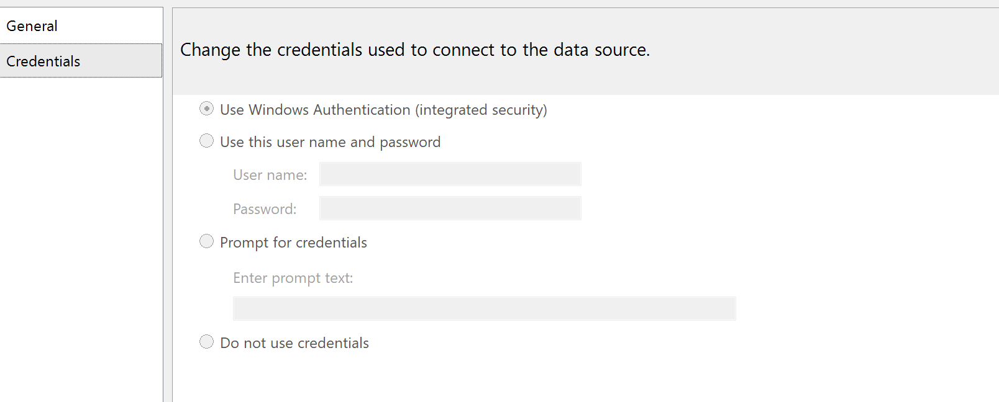 General
Credentials
Change the credentials used to connect to the data source.
Use Windows Authentication (integrated security)
Use this user name and password
User name:
Password:
Prompt for credentials
Enter prompt text:
Do not use credentials